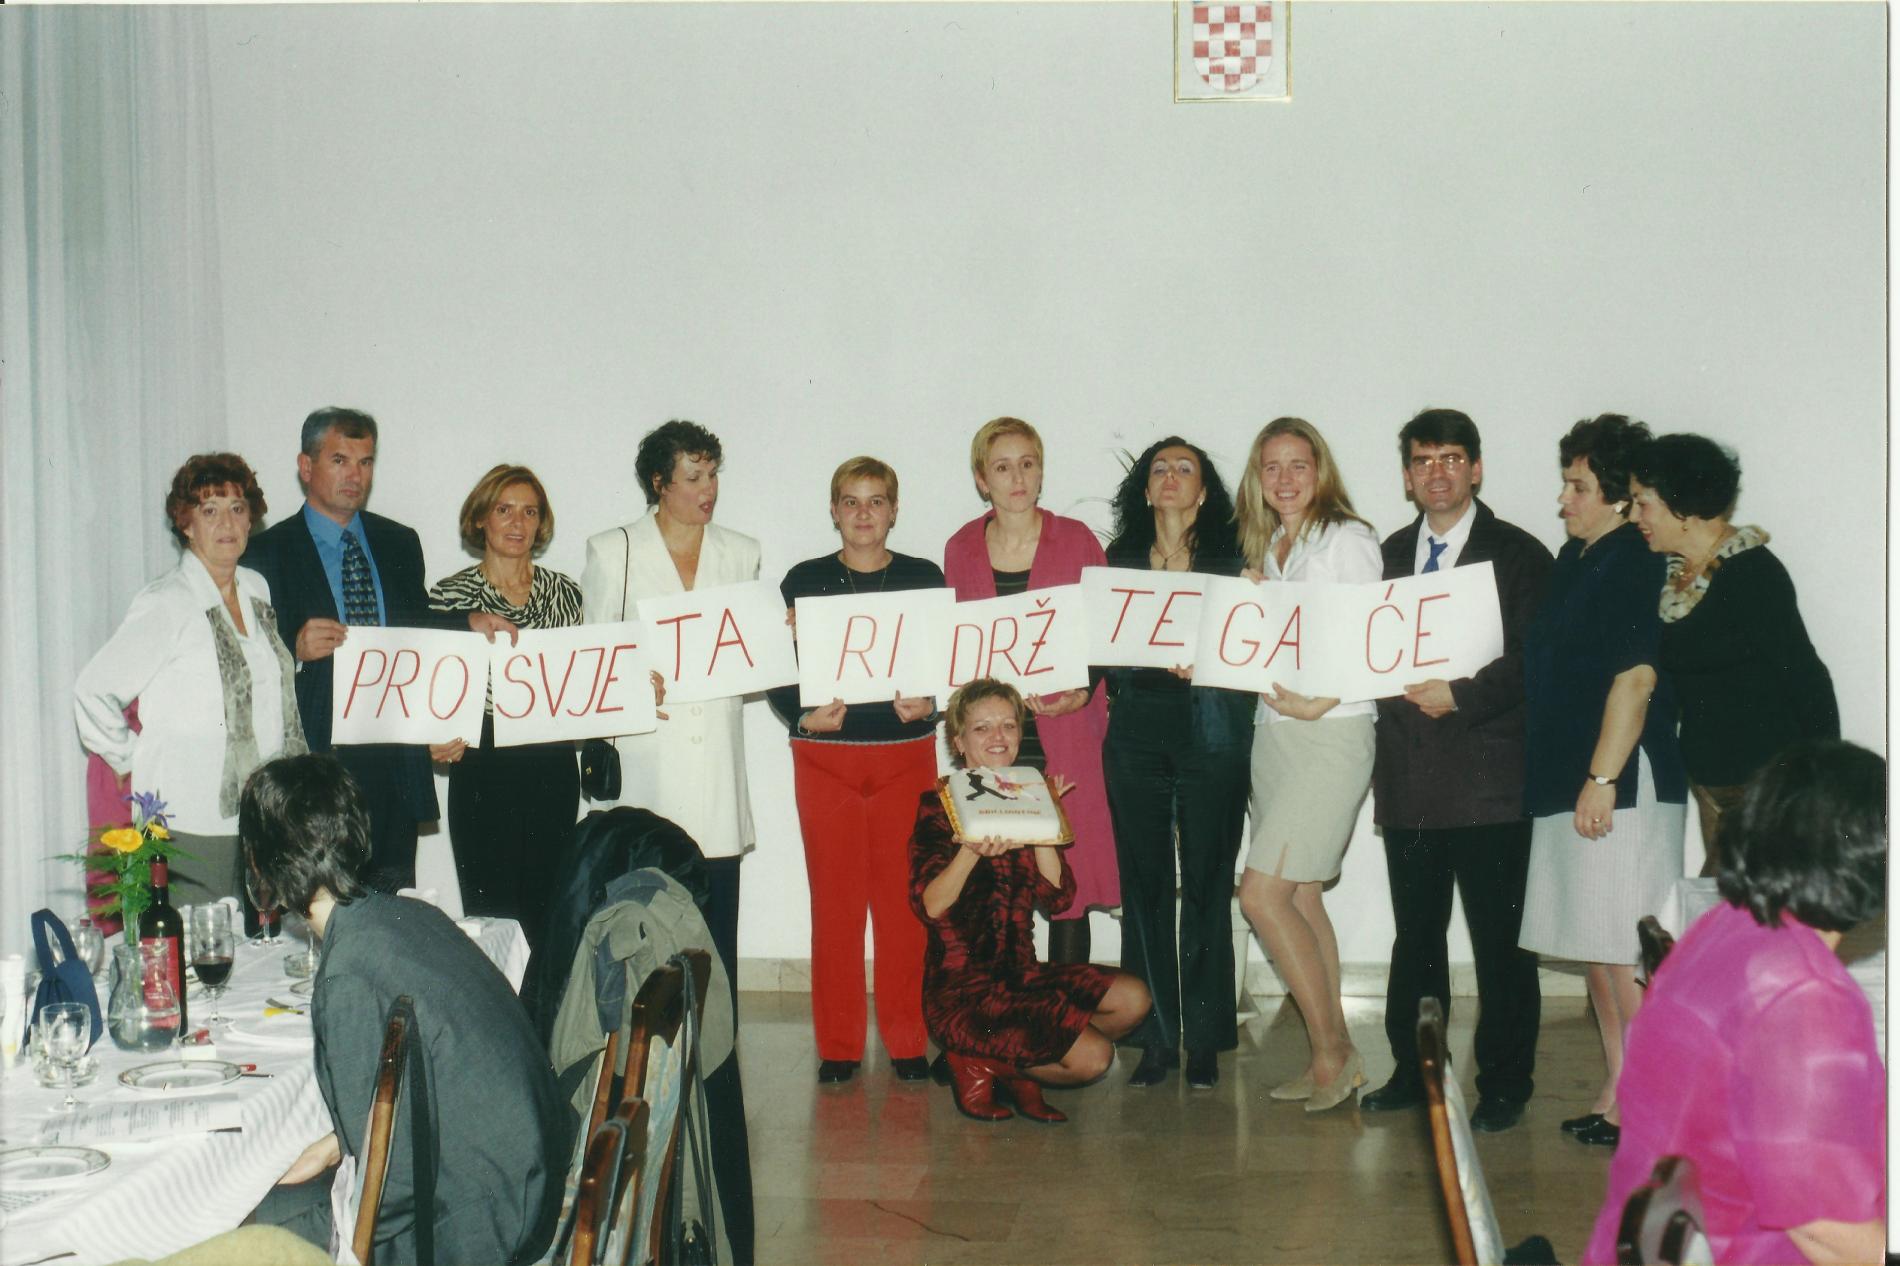 PRO SVJE TA RI DRŽ TE GA ĆE